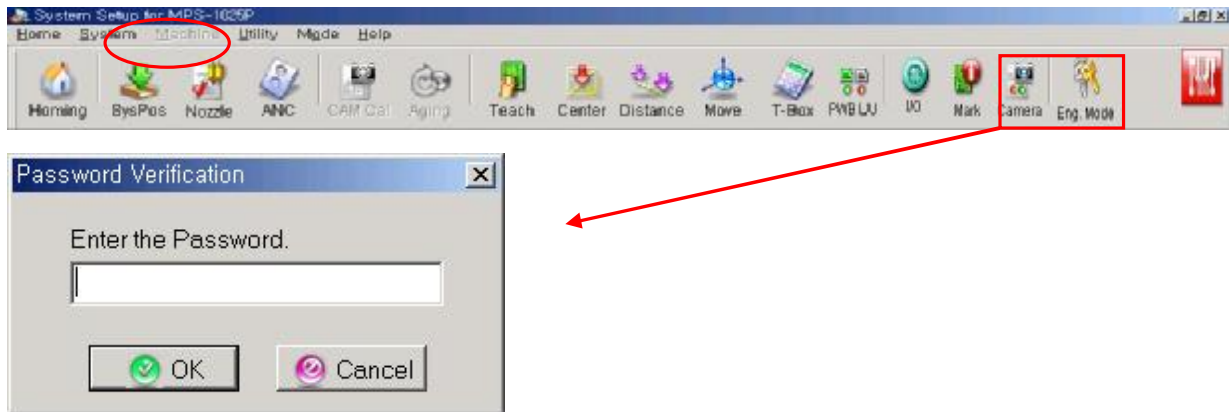 System Setup for MPS-1025P
Home System Machine Utility Mode Help
Homing SysPos Nozzle ANC CAM Cal Aging Teach Center Distance Move T-Box PWB L/U I/O Mark Camera Eng. Mode
Password Verification
Enter the Password.
OK Cancel